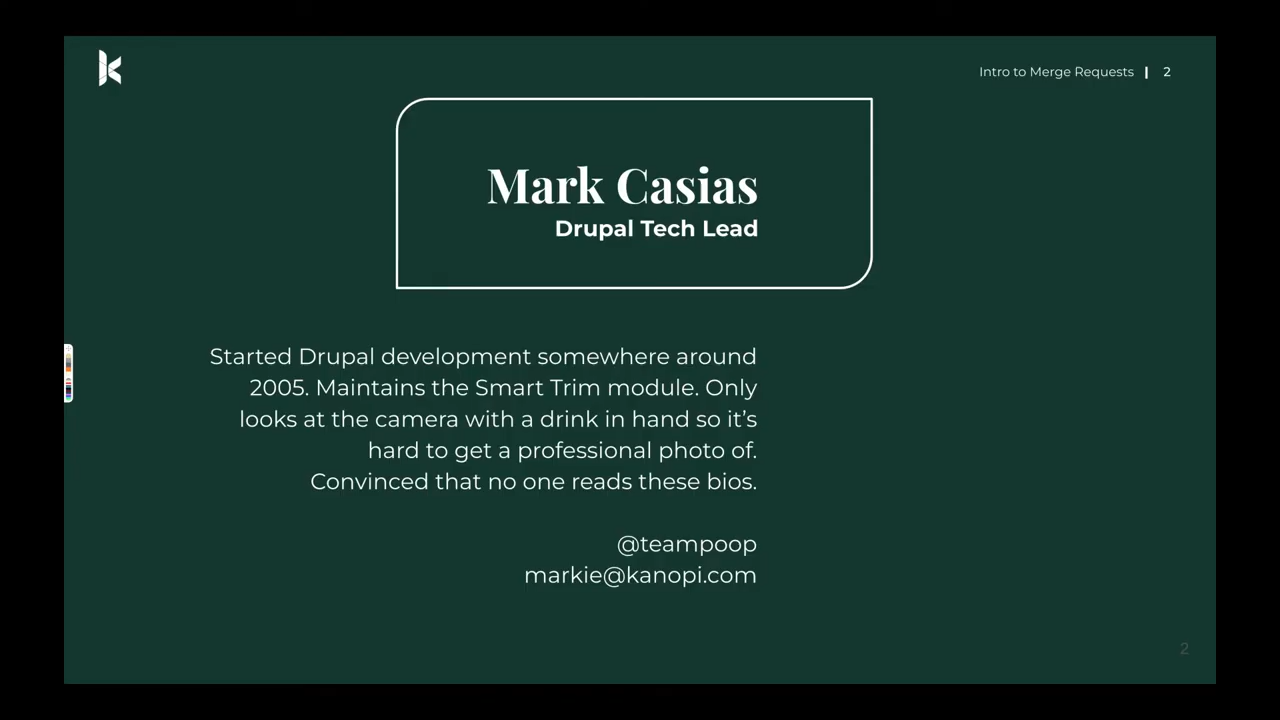 Intro to Merge Requests | 2
Mark Casias
Drupal Tech Lead
Started Drupal development somewhere around
2005. Maintains the Smart Trim module. Only
looks at the camera with a drink in hand so it’s
hard to get a professional photo of.
Convinced that no one reads these bios.
@teampoop
markie@kanopi.com
2